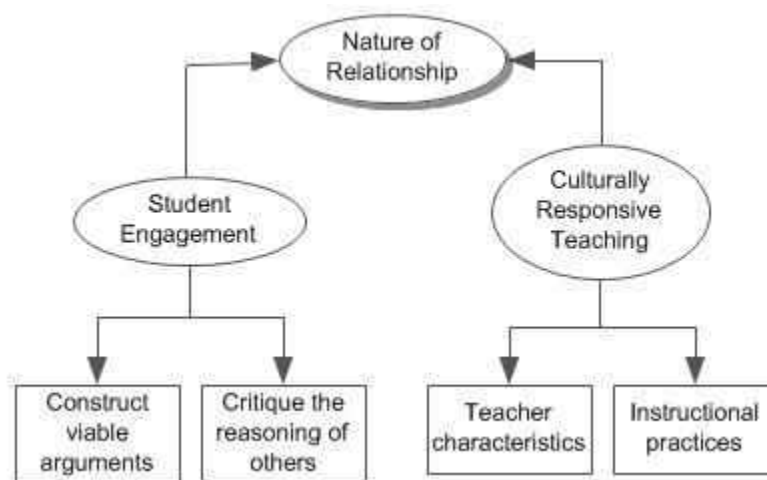 Nature of
Relationship
Student
Engagement
Culturally
Responsive
Teaching
Construct
viable
arguments
Critique the
reasoning of
others
Teacher
characteristics
Instructional
practices